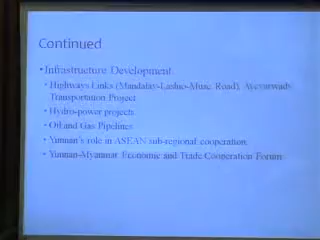 Continued
•Infrastructure Development
• Highways Links (Mandalay-Lashio-Muse Road), Ayeyarwady
Transportation Project
• Hydro-power projects
• Oil and Gas Pipelines
• Yunnan's role in ASEAN sub-regional cooperation.
• Yunnan-Myanmar Economic and Trade Cooperation Forum